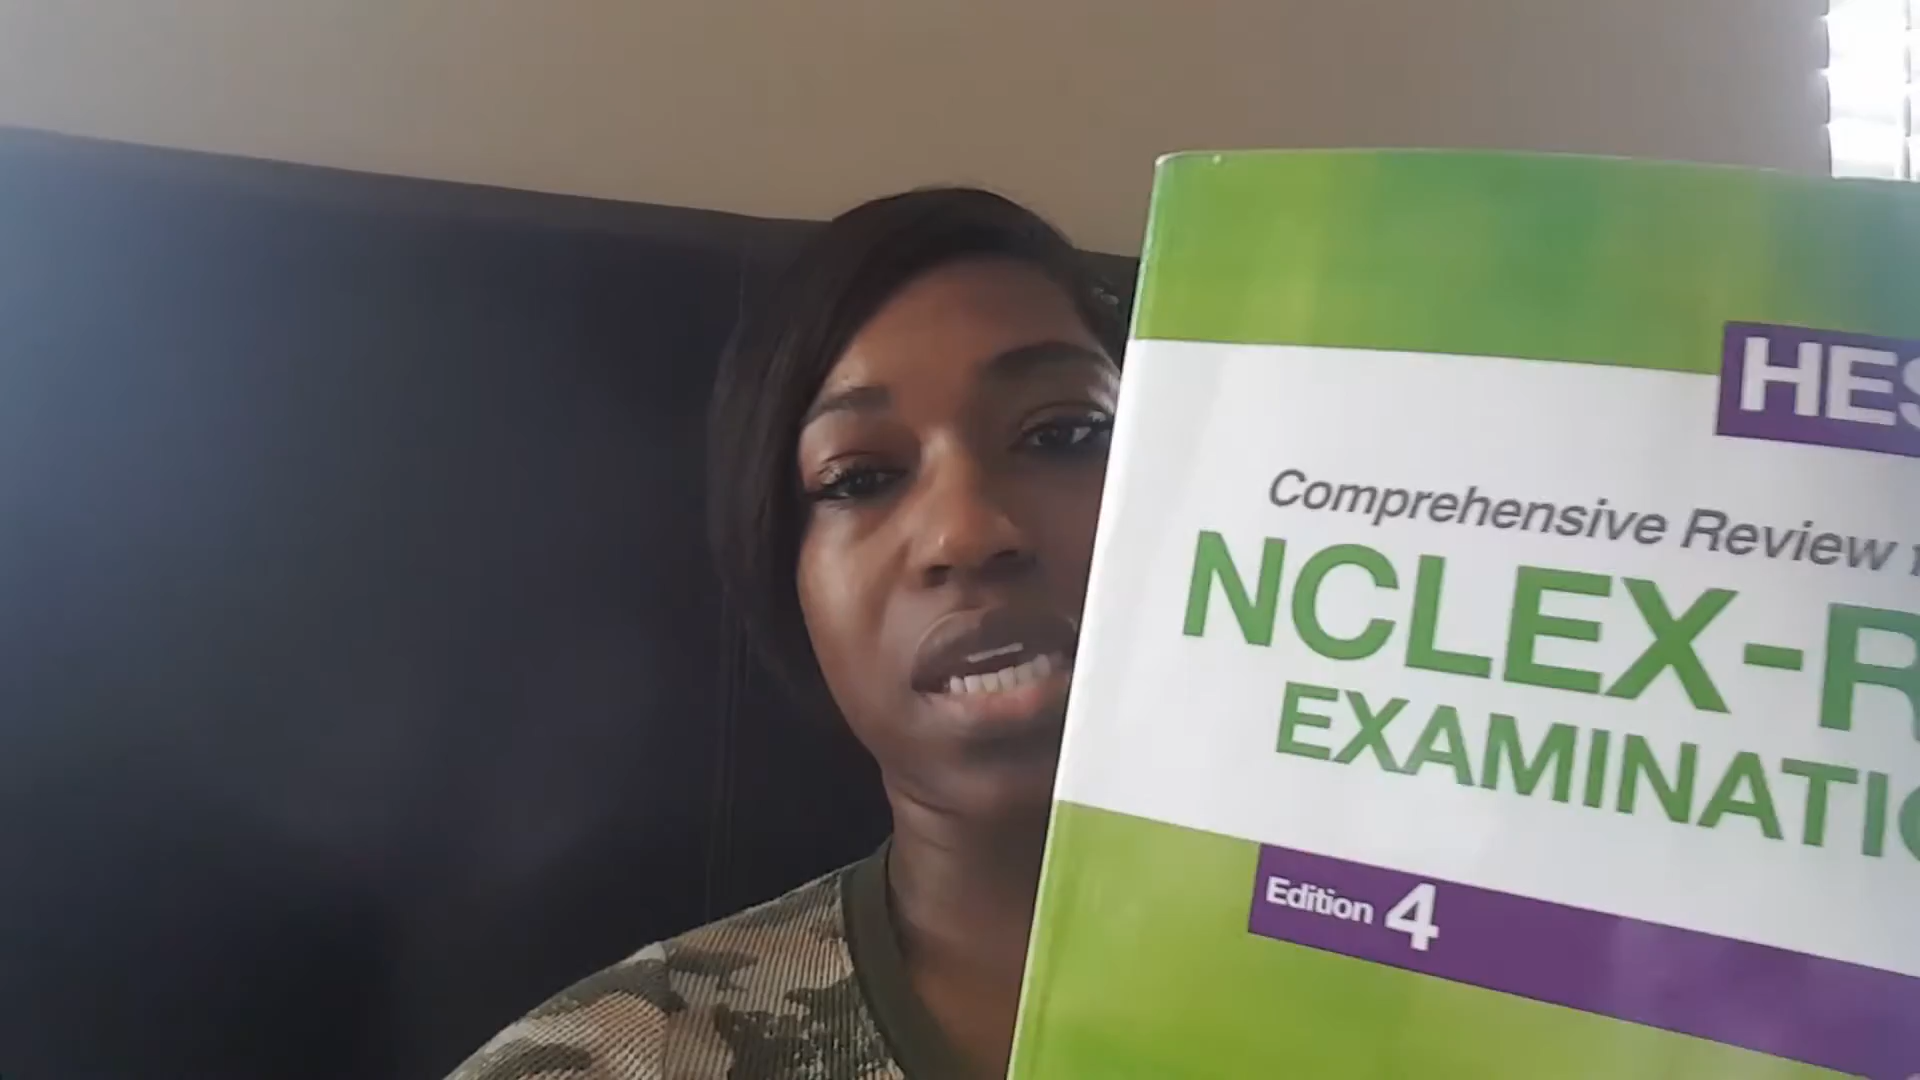 HES
Comprehensive Review
NCLEX-R
EXAMINATIO
Edition 4